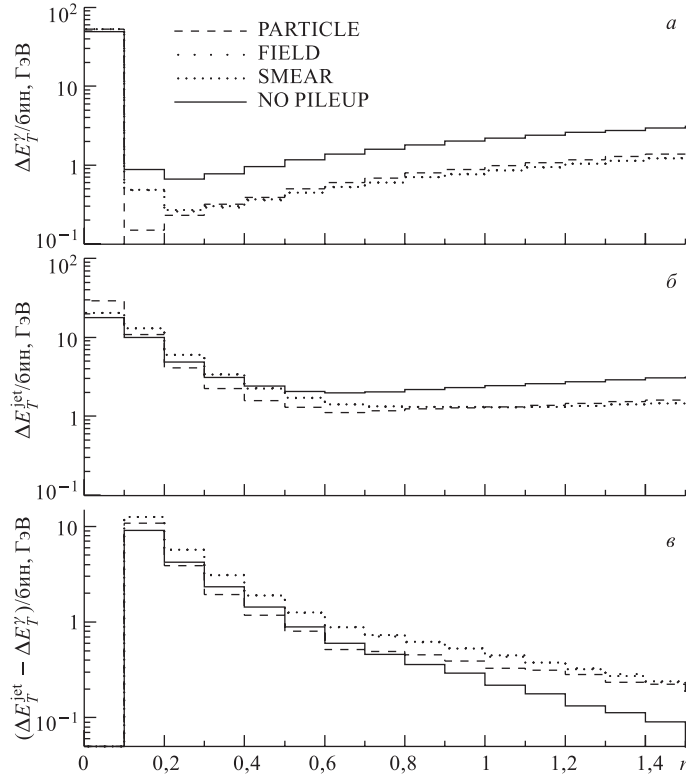 10²
а
PARTICLE
FIELD
SMEAR
NO PILEUP
10
1
10⁻¹
ΔE_T^γ/бин, ГэВ
10²
б
10
1
10⁻¹
ΔE_T^jet/бин, ГэВ
10
в
1
10⁻¹
(ΔE_T^jet − ΔE_T^γ)/бин, ГэВ
0 0,2 0,4 0,6 0,8 1 1,2 1,4 r